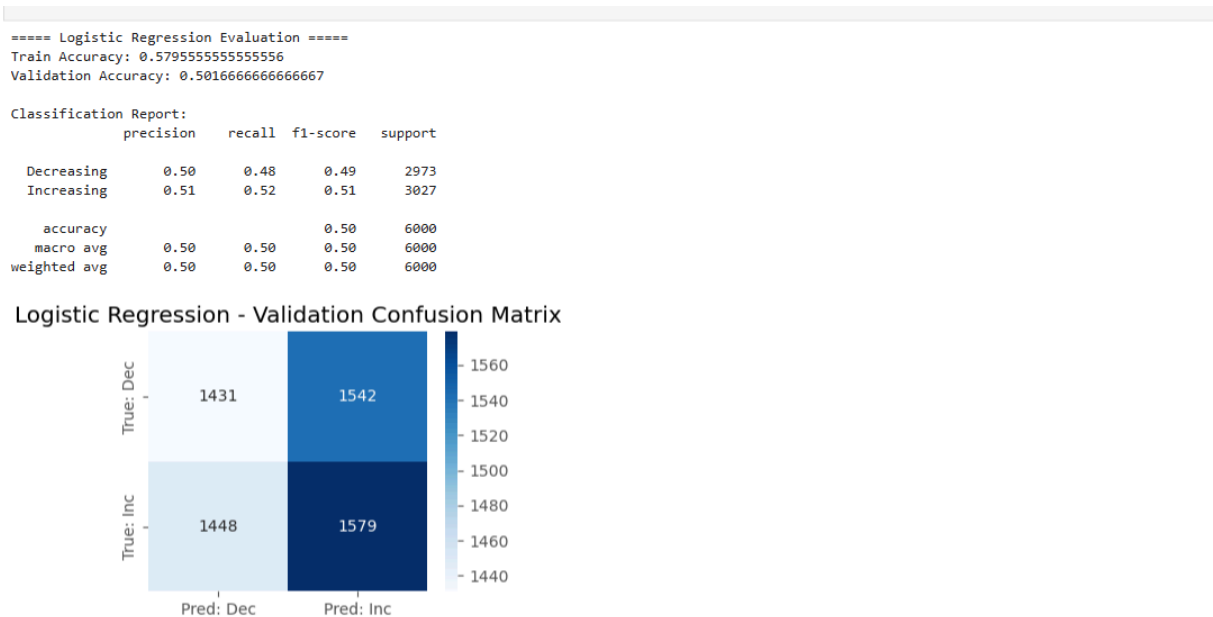 ===== Logistic Regression Evaluation =====
Train Accuracy: 0.5795555555555556
Validation Accuracy: 0.5016666666666667
Classification Report:
precision recall f1-score support
Decreasing 0.50 0.48 0.49 2973
Increasing 0.51 0.52 0.51 3027
accuracy 0.50 6000
macro avg 0.50 0.50 0.50 6000
weighted avg 0.50 0.50 0.50 6000
Logistic Regression - Validation Confusion Matrix
True: Dec 1431 1542
True: Inc 1448 1579
Pred: Dec Pred: Inc
1560
1540
1520
1500
1480
1460
1440